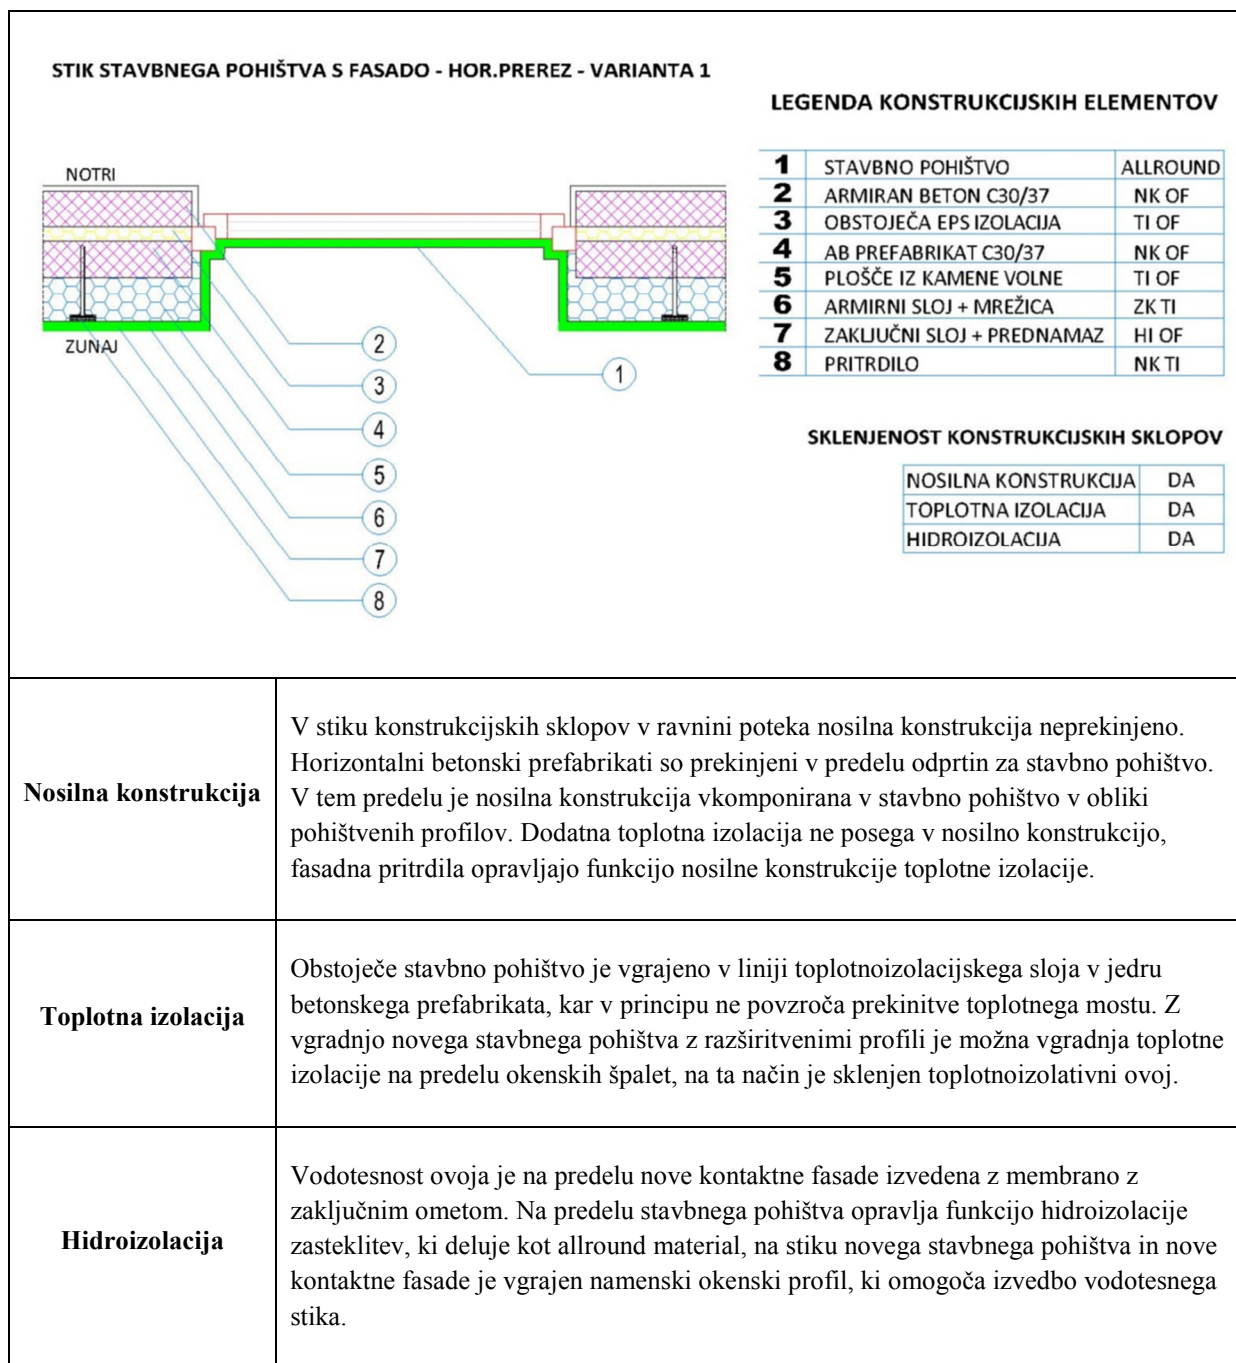 STIK STAVBNEGA POHIŠTVA S FASADO - HOR.PREREZ - VARIANTA 1
LEGENDA KONSTRUKCIJSKIH ELEMENTOV
1 STAVBNO POHIŠTVO ALLROUND
2 ARMIRAN BETON C30/37 NK OF
3 OBSTOJEČA EPS IZOLACIJA TI OF
4 AB PREFABRIKAT C30/37 NK OF
5 PLOŠČE IZ KAMENE VOLNE TI OF
6 ARMIRNI SLOJ + MREŽICA ZK TI
7 ZAKLJUČNI SLOJ + PREDNAMAZ HI OF
8 PRITRDILO NK TI
NOTRI
ZUNAJ
2
3
1
4
5
6
7
8
SKLENJENOST KONSTRUKCIJSKIH SKLOPOV
NOSILNA KONSTRUKCIJA DA
TOPLOTNA IZOLACIJA DA
HIDROIZOLACIJA DA
Nosilna konstrukcija
V stiku konstrukcijskih sklopov v ravnini poteka nosilna konstrukcija neprekinjeno.
Horizontalni betonski prefabrikati so prekinjeni v predelu odprtin za stavbno pohištvo.
V tem predelu je nosilna konstrukcija vkomponirana v stavbno pohištvo v obliki
pohištvenih profilov. Dodatna toplotna izolacija ne posega v nosilno konstrukcijo,
fasadna pritrdila opravljajo funkcijo nosilne konstrukcije toplotne izolacije.
Toplotna izolacija
Obstoječe stavbno pohištvo je vgrajeno v liniji toplotnoizolacijskega sloja v jedru
betonskega prefabrikata, kar v principu ne povzroča prekinitve toplotnega mostu. Z
vgradnjo novega stavbnega pohištva z razširitvenimi profili je možna vgradnja toplotne
izolacije na predelu okenskih špalet, na ta način je sklenjen toplotnoizolativni ovoj.
Hidroizolacija
Vodotesnost ovoja je na predelu nove kontaktne fasade izvedena z membrano z
zaključnim ometom. Na predelu stavbnega pohištva opravlja funkcijo hidroizolacije
zasteklitev, ki deluje kot allround material, na stiku novega stavbnega pohištva in nove
kontaktne fasade je vgrajen namenski okenski profil, ki omogoča izvedbo vodotesnega
stika.